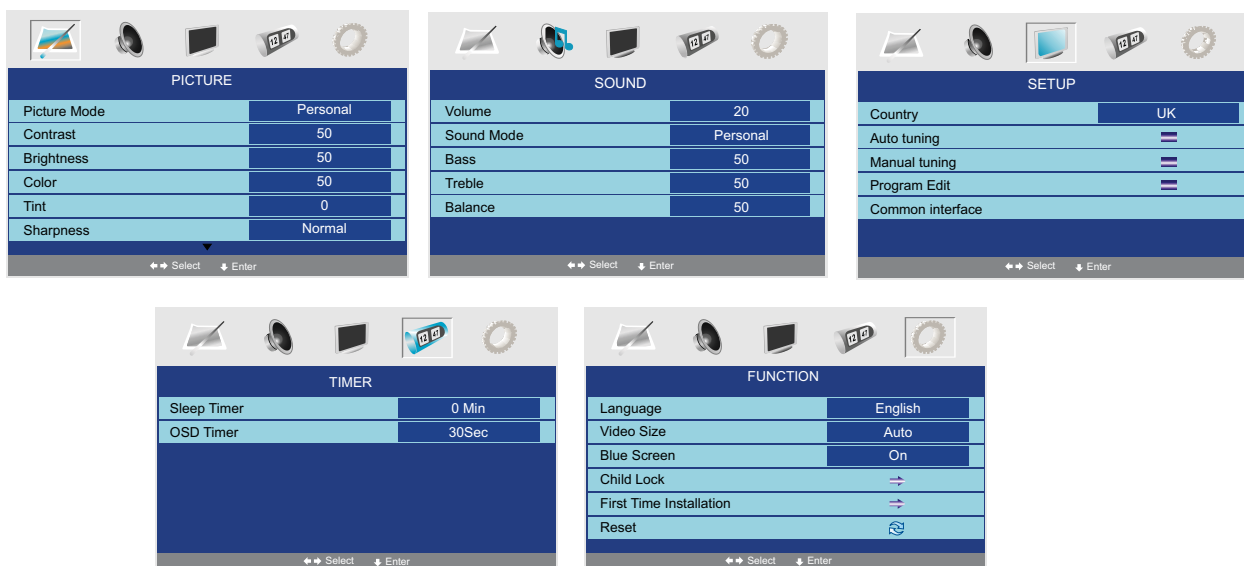 PICTURE
Picture Mode Personal
Contrast 50
Brightness 50
Color 50
Tint 0
Sharpness Normal
Select Enter
SOUND
Volume 20
Sound Mode Personal
Bass 50
Treble 50
Balance 50
Select Enter
SETUP
Country UK
Auto tuning
Manual tuning
Program Edit
Common interface
Select Enter
12 47
TIMER
Sleep Timer 0 Min
OSD Timer 30Sec
Select Enter
FUNCTION
Language English
Video Size Auto
Blue Screen On
Child Lock
First Time Installation
Reset
Select Enter